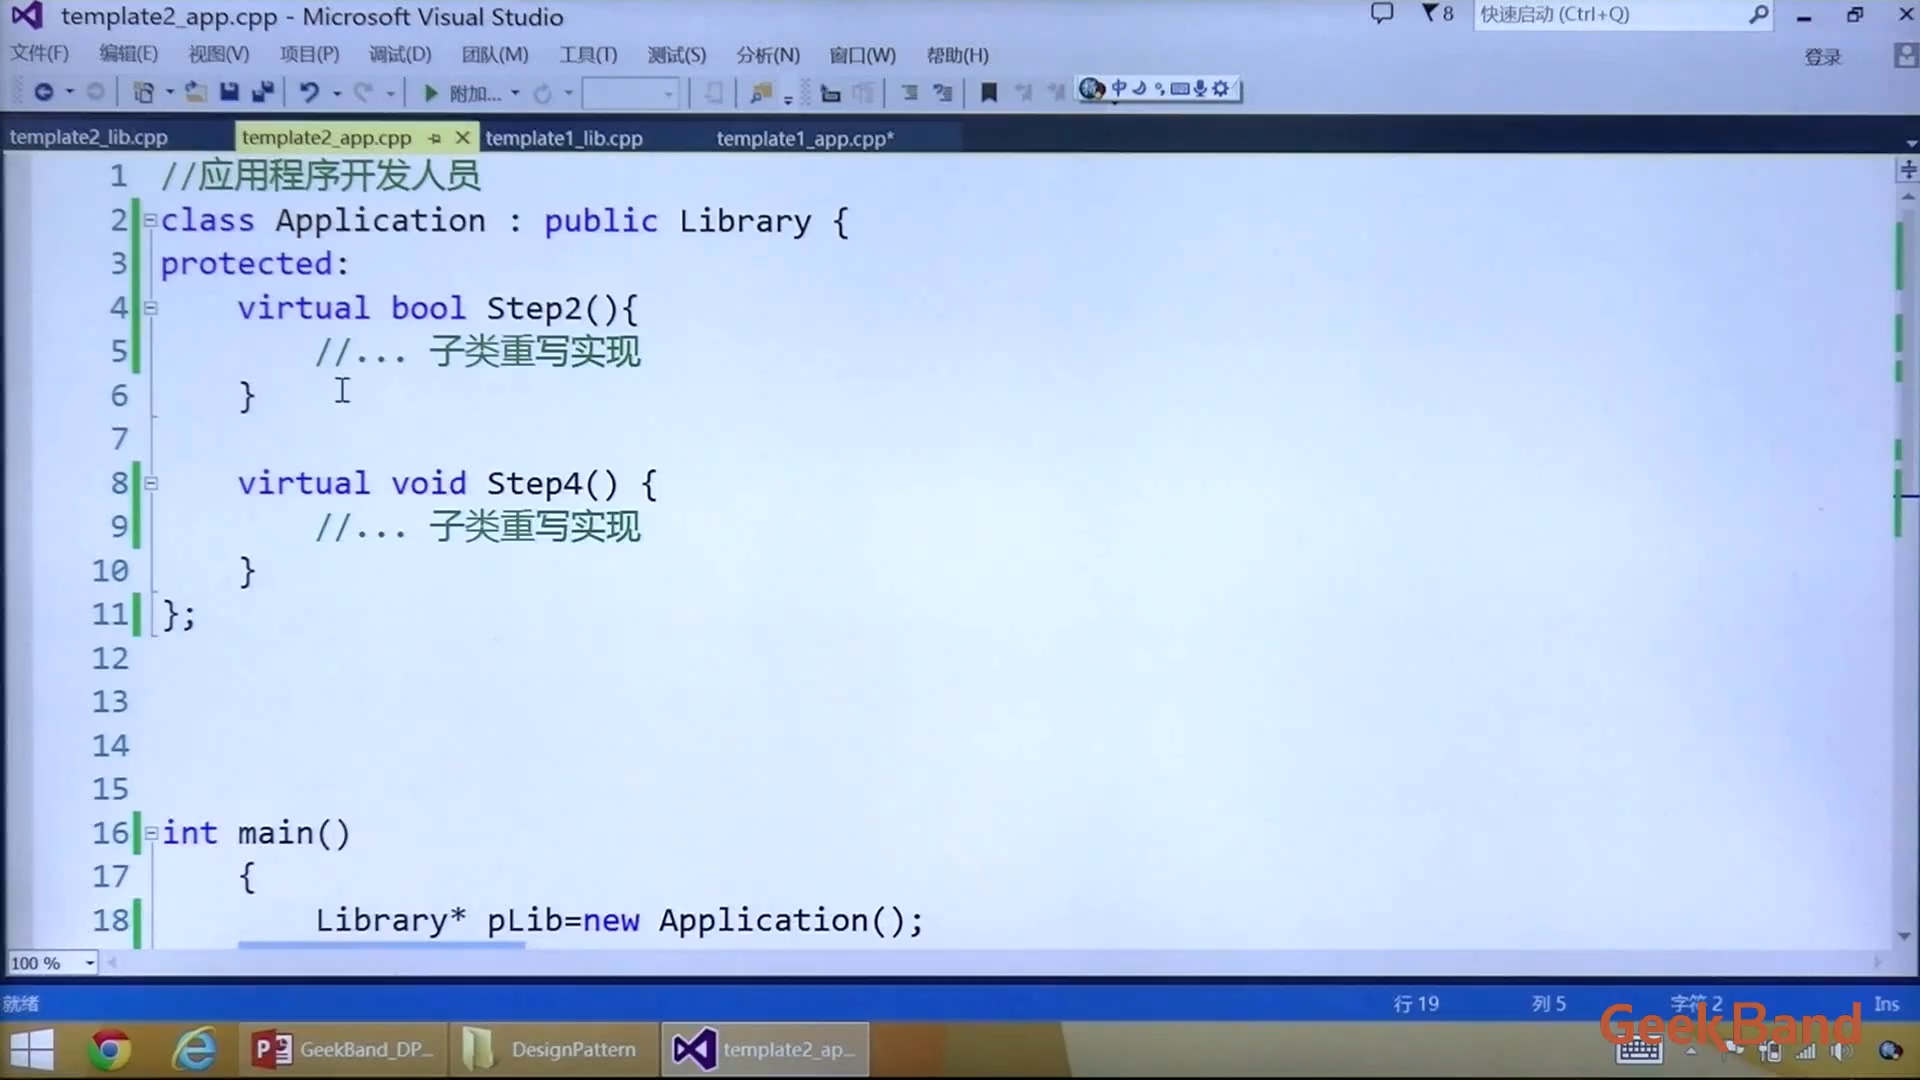 template2_app.cpp - Microsoft Visual Studio
8
快速启动 (Ctrl+Q)
文件(F) 编辑(E) 视图(V) 项目(P) 调试(D) 团队(M) 工具(T) 测试(S) 分析(N) 窗口(W) 帮助(H)
登录
附加...
中
template2_lib.cpp template2_app.cpp template1_lib.cpp template1_app.cpp*
1 //应用程序开发人员
2 class Application : public Library {
3 protected:
4 virtual bool Step2(){
5 //... 子类重写实现
6 }
7
8 virtual void Step4() {
9 //... 子类重写实现
10 }
11 };
12
13
14
15
16 int main()
17 {
18 Library* pLib=new Application();
100 %
就绪 行 19 列 5 字符 2 Ins
GeekBand
GeekBand_DP... DesignPattern template2_ap...